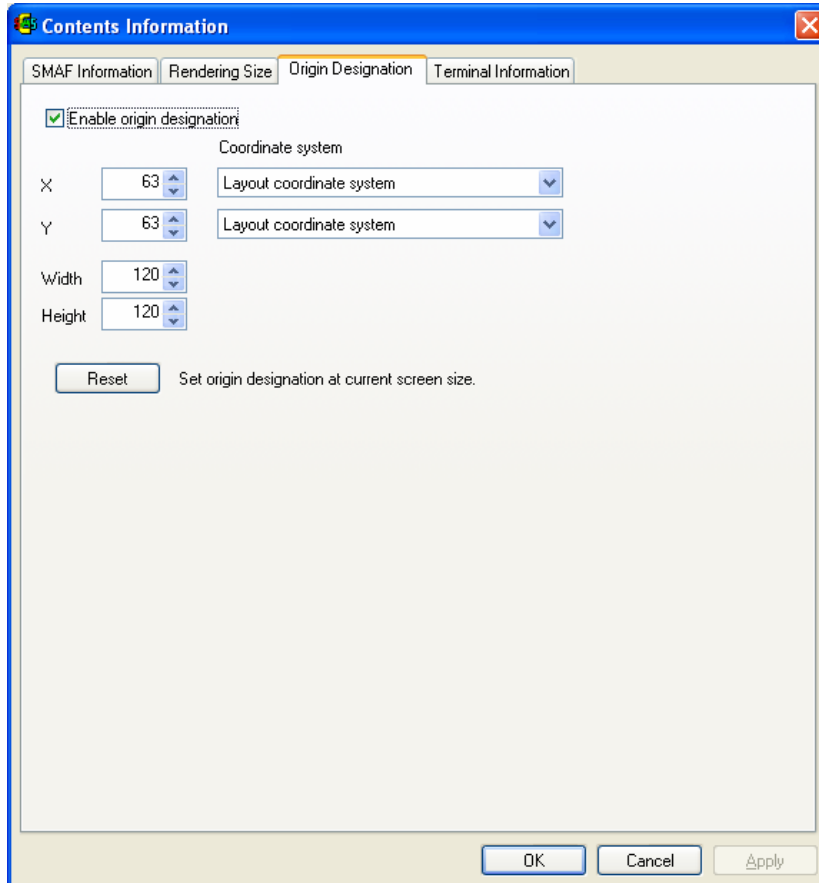 Contents Information
SMAF Information Rendering Size Origin Designation Terminal Information
Enable origin designation
Coordinate system
X 63 Layout coordinate system
Y 63 Layout coordinate system
Width 120
Height 120
Reset Set origin designation at current screen size.
OK Cancel Apply